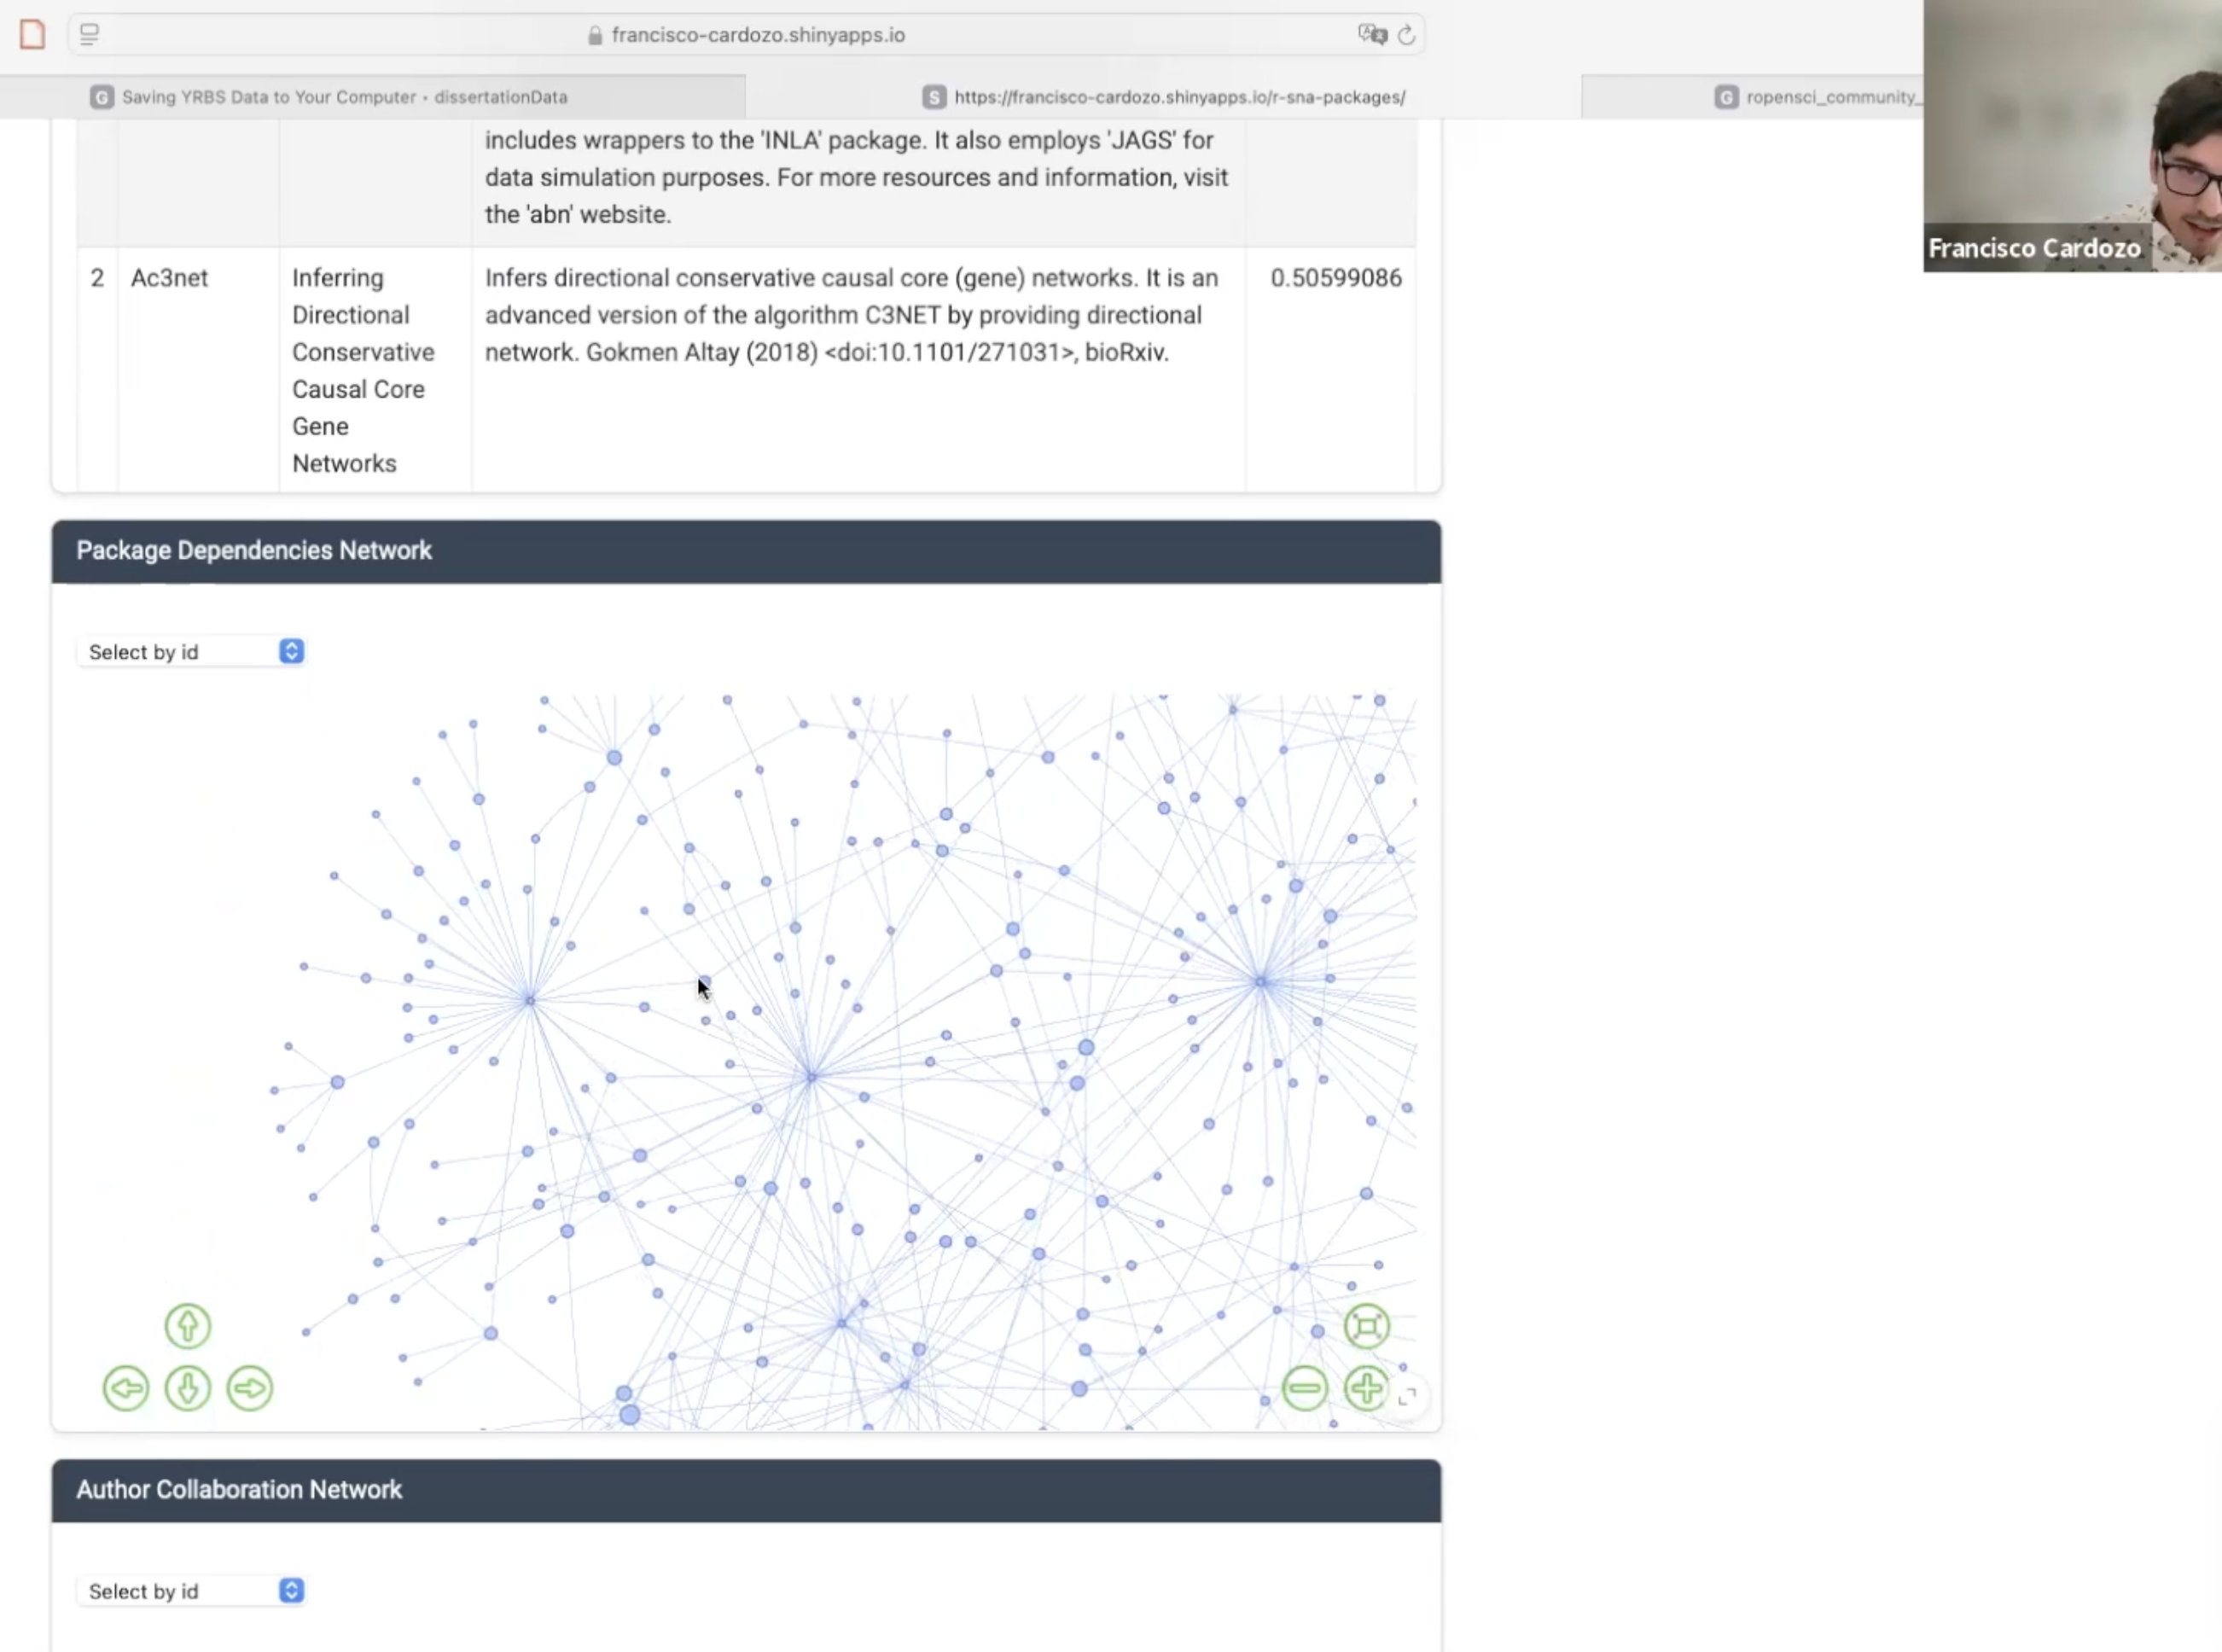 francisco-cardozo.shinyapps.io
G Saving YRBS Data to Your Computer • dissertationData
S https://francisco-cardozo.shinyapps.io/r-sna-packages/
G ropensci_community_
Francisco Cardozo
includes wrappers to the 'INLA' package. It also employs 'JAGS' for
data simulation purposes. For more resources and information, visit
the 'abn' website.
2 Ac3net
Inferring
Directional
Conservative
Causal Core
Gene
Networks
Infers directional conservative causal core (gene) networks. It is an
advanced version of the algorithm C3NET by providing directional
network. Gokmen Altay (2018) <doi:10.1101/271031>, bioRxiv.
0.50599086
Package Dependencies Network
Select by id
Author Collaboration Network
Select by id